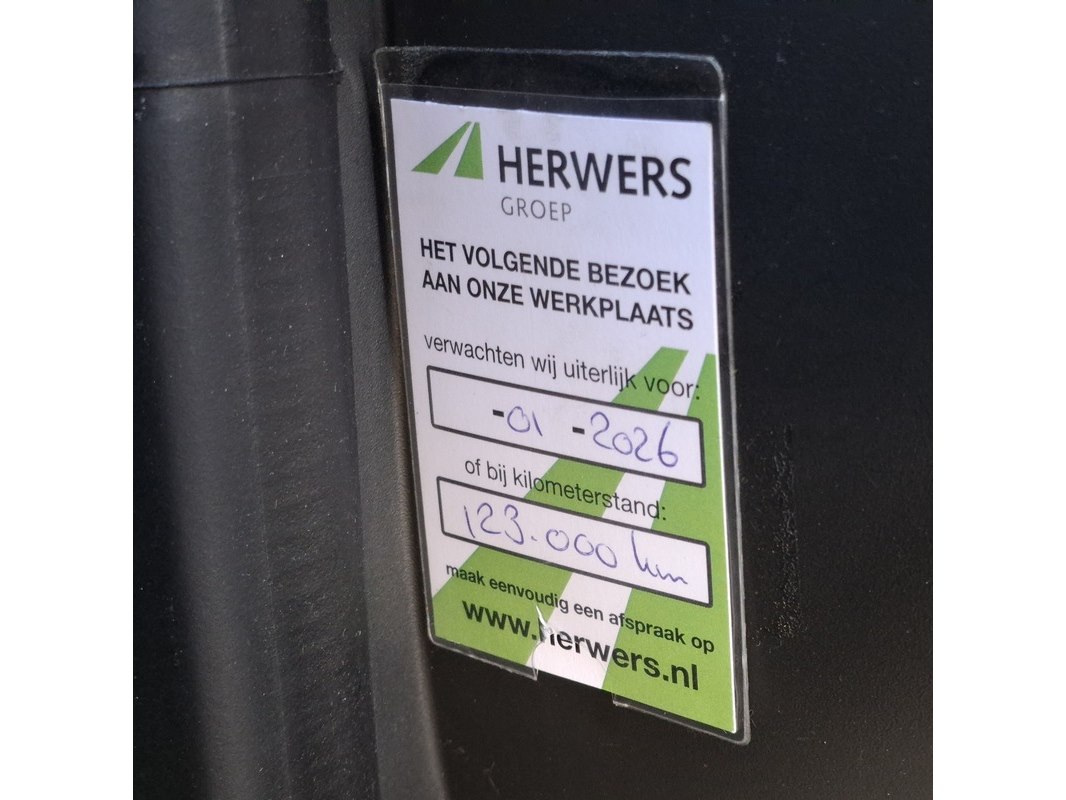 HERWERS
GROEP
HET VOLGENDE BEZOEK
AAN ONZE WERKPLAATS
verwachten wij uiterlijk voor:
-01 -2026
of bij kilometerstand:
123.000 km
maak eenvoudig een afspraak op
www.herwers.nl